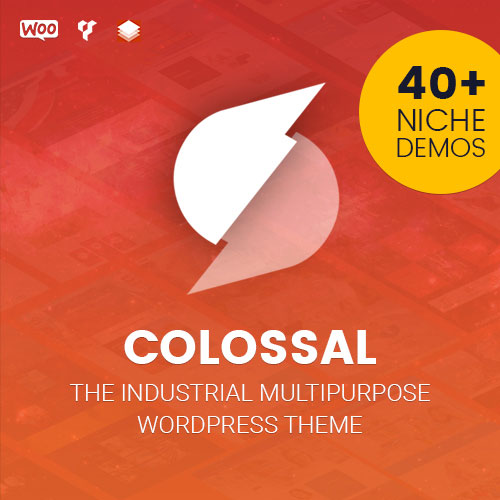 WOO
40+
NICHE
DEMOS
COLOSSAL
THE INDUSTRIAL MULTIPURPOSE
WORDPRESS THEME